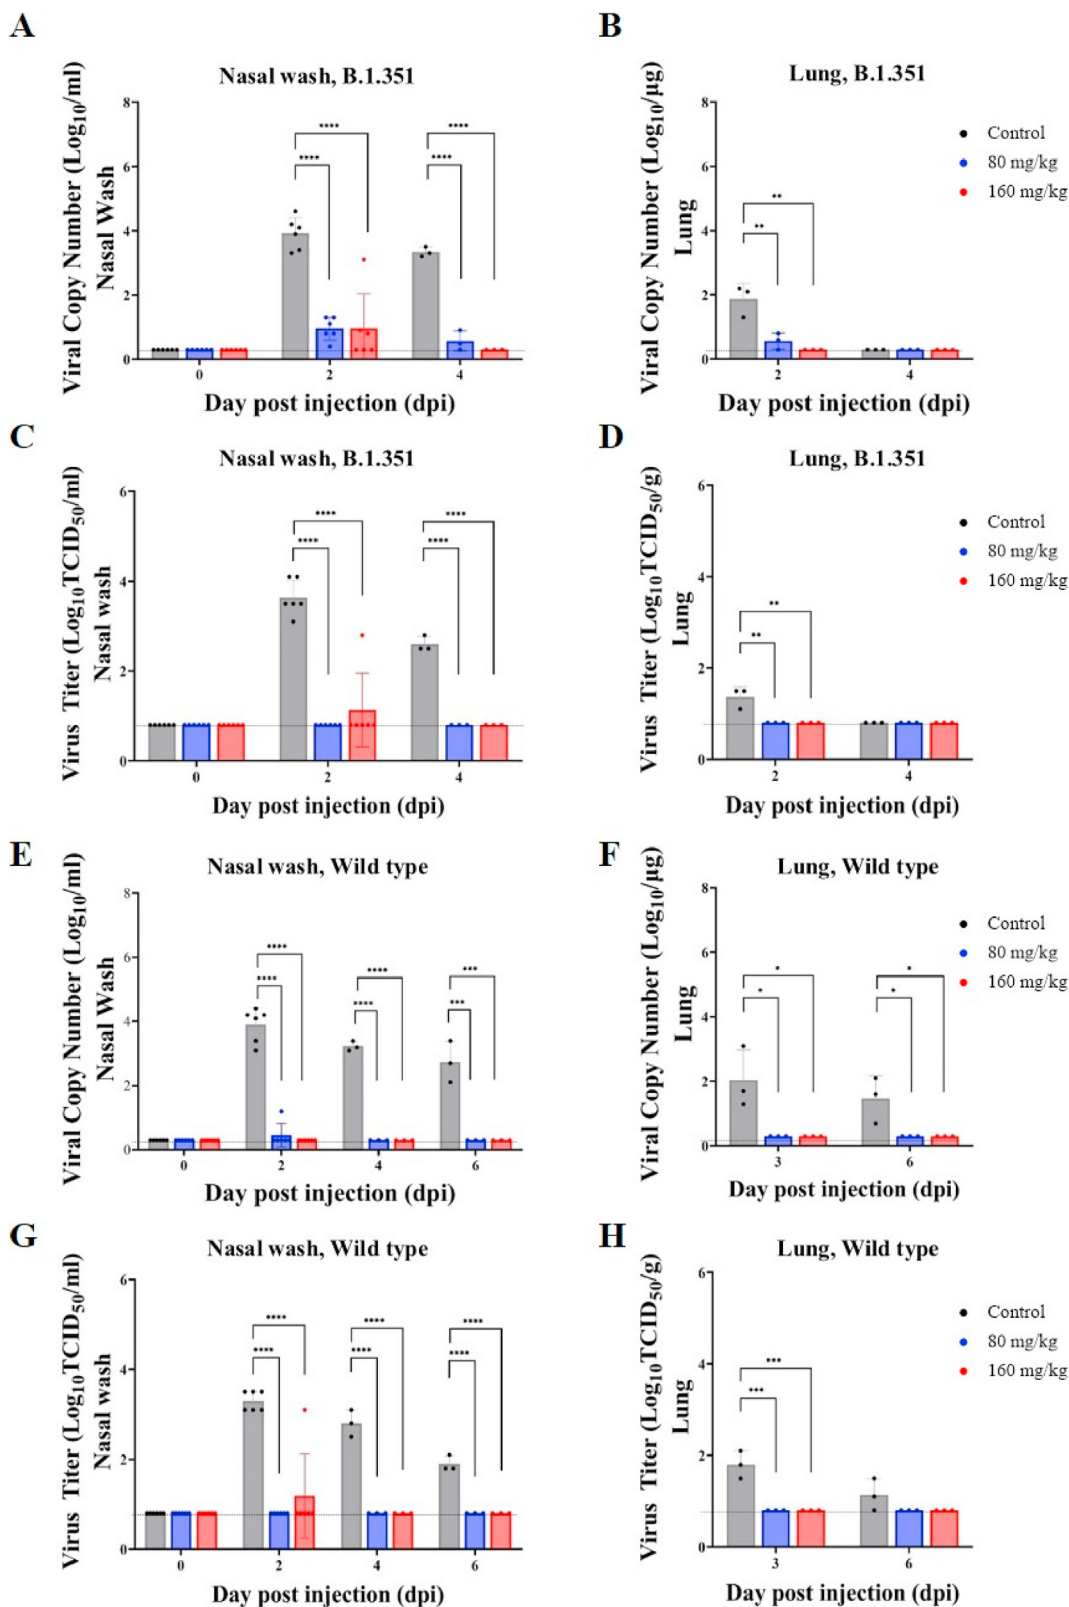 A
Nasal wash, B.1.351
Viral Copy Number (Log10/ml)
Nasal Wash
8
6
4
2
0
**** ****
**** ****
0 2 4
Day post injection (dpi)
B
Lung, B.1.351
Viral Copy Number (Log10/µg)
Lung
8
6
4
2
0
**
**
2 4
Day post injection (dpi)
Control
80 mg/kg
160 mg/kg
C
Nasal wash, B.1.351
Virus Titer (Log10TCID50/ml)
Nasal wash
6
4
2
0
**** ****
**** ****
0 2 4
Day post injection (dpi)
D
Lung, B.1.351
Virus Titer (Log10TCID50/g)
Lung
6
4
2
0
**
**
2 4
Day post injection (dpi)
Control
80 mg/kg
160 mg/kg
E
Nasal wash, Wild type
Viral Copy Number (Log10/ml)
Nasal Wash
8
6
4
2
0
**** **** ***
**** **** ***
0 2 4 6
Day post injection (dpi)
F
Lung, Wild type
Viral Copy Number (Log10/µg)
Lung
8
6
4
2
0
* *
* *
3 6
Day post injection (dpi)
Control
80 mg/kg
160 mg/kg
G
Nasal wash, Wild type
Virus Titer (Log10TCID50/ml)
Nasal wash
6
4
2
0
**** **** ****
**** **** ****
0 2 4 6
Day post injection (dpi)
H
Lung, Wild type
Virus Titer (Log10TCID50/g)
Lung
6
4
2
0
***
***
3 6
Day post injection (dpi)
Control
80 mg/kg
160 mg/kg